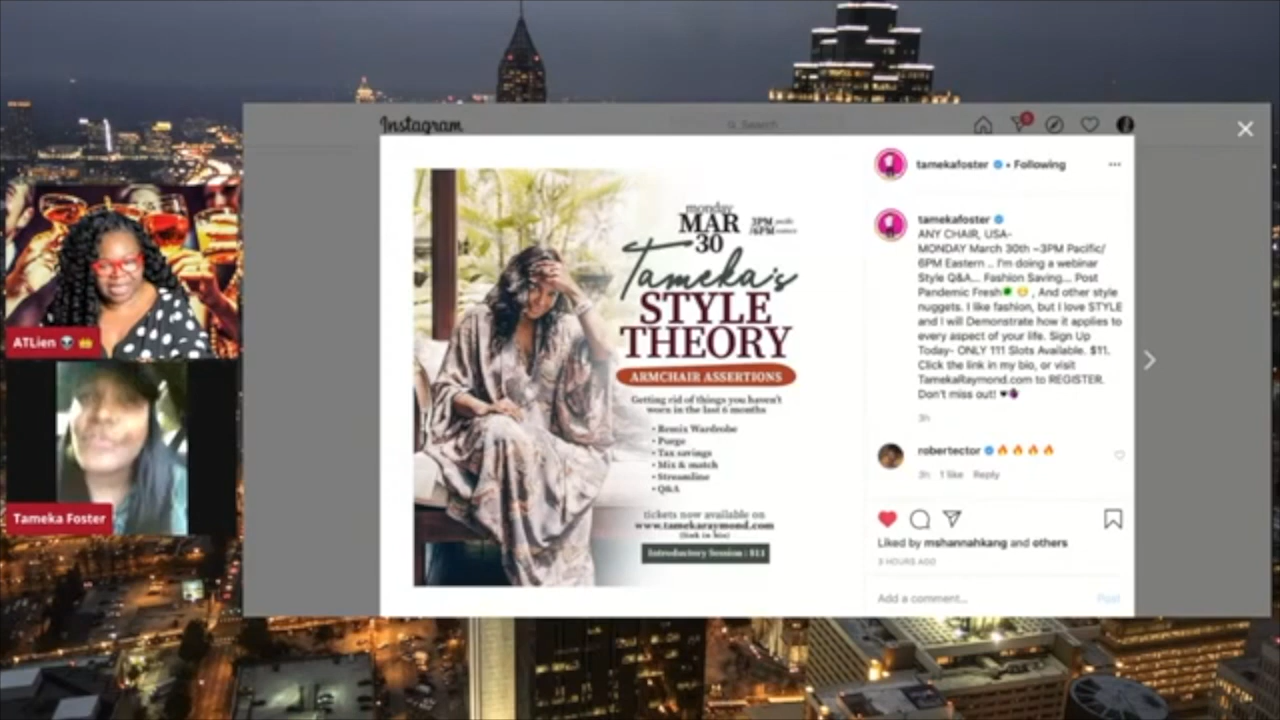 Instagram
Search
tamekafoster • Following
monday
MAR
30
3PM pacific
/6PM eastern
Tameka's
STYLE
THEORY
ARMCHAIR ASSERTIONS
Getting rid of things you haven't
worn in the last 6 months
• Remix Wardrobe
• Purge
• Tax savings
• Mix & match
• Streamline
• Q&A
tickets now available on
www.tamekaraymond.com
(link in bio)
Introductory Session | $11
tamekafoster
ANY CHAIR, USA-
MONDAY March 30th ~3PM Pacific/
6PM Eastern .. I'm doing a webinar
Style Q&A... Fashion Saving... Post
Pandemic Fresh , And other style
nuggets. I like fashion, but I love STYLE
and I will Demonstrate how it applies to
every aspect of your life. Sign Up
Today- ONLY 111 Slots Available. $11.
Click the link in my bio, or visit
TamekaRaymond.com to REGISTER.
Don't miss out!
3h
robertector 🔥🔥🔥🔥
3h 1 like Reply
Liked by mshannahkang and others
3 HOURS AGO
Add a comment... Post
ATLien
Tameka Foster